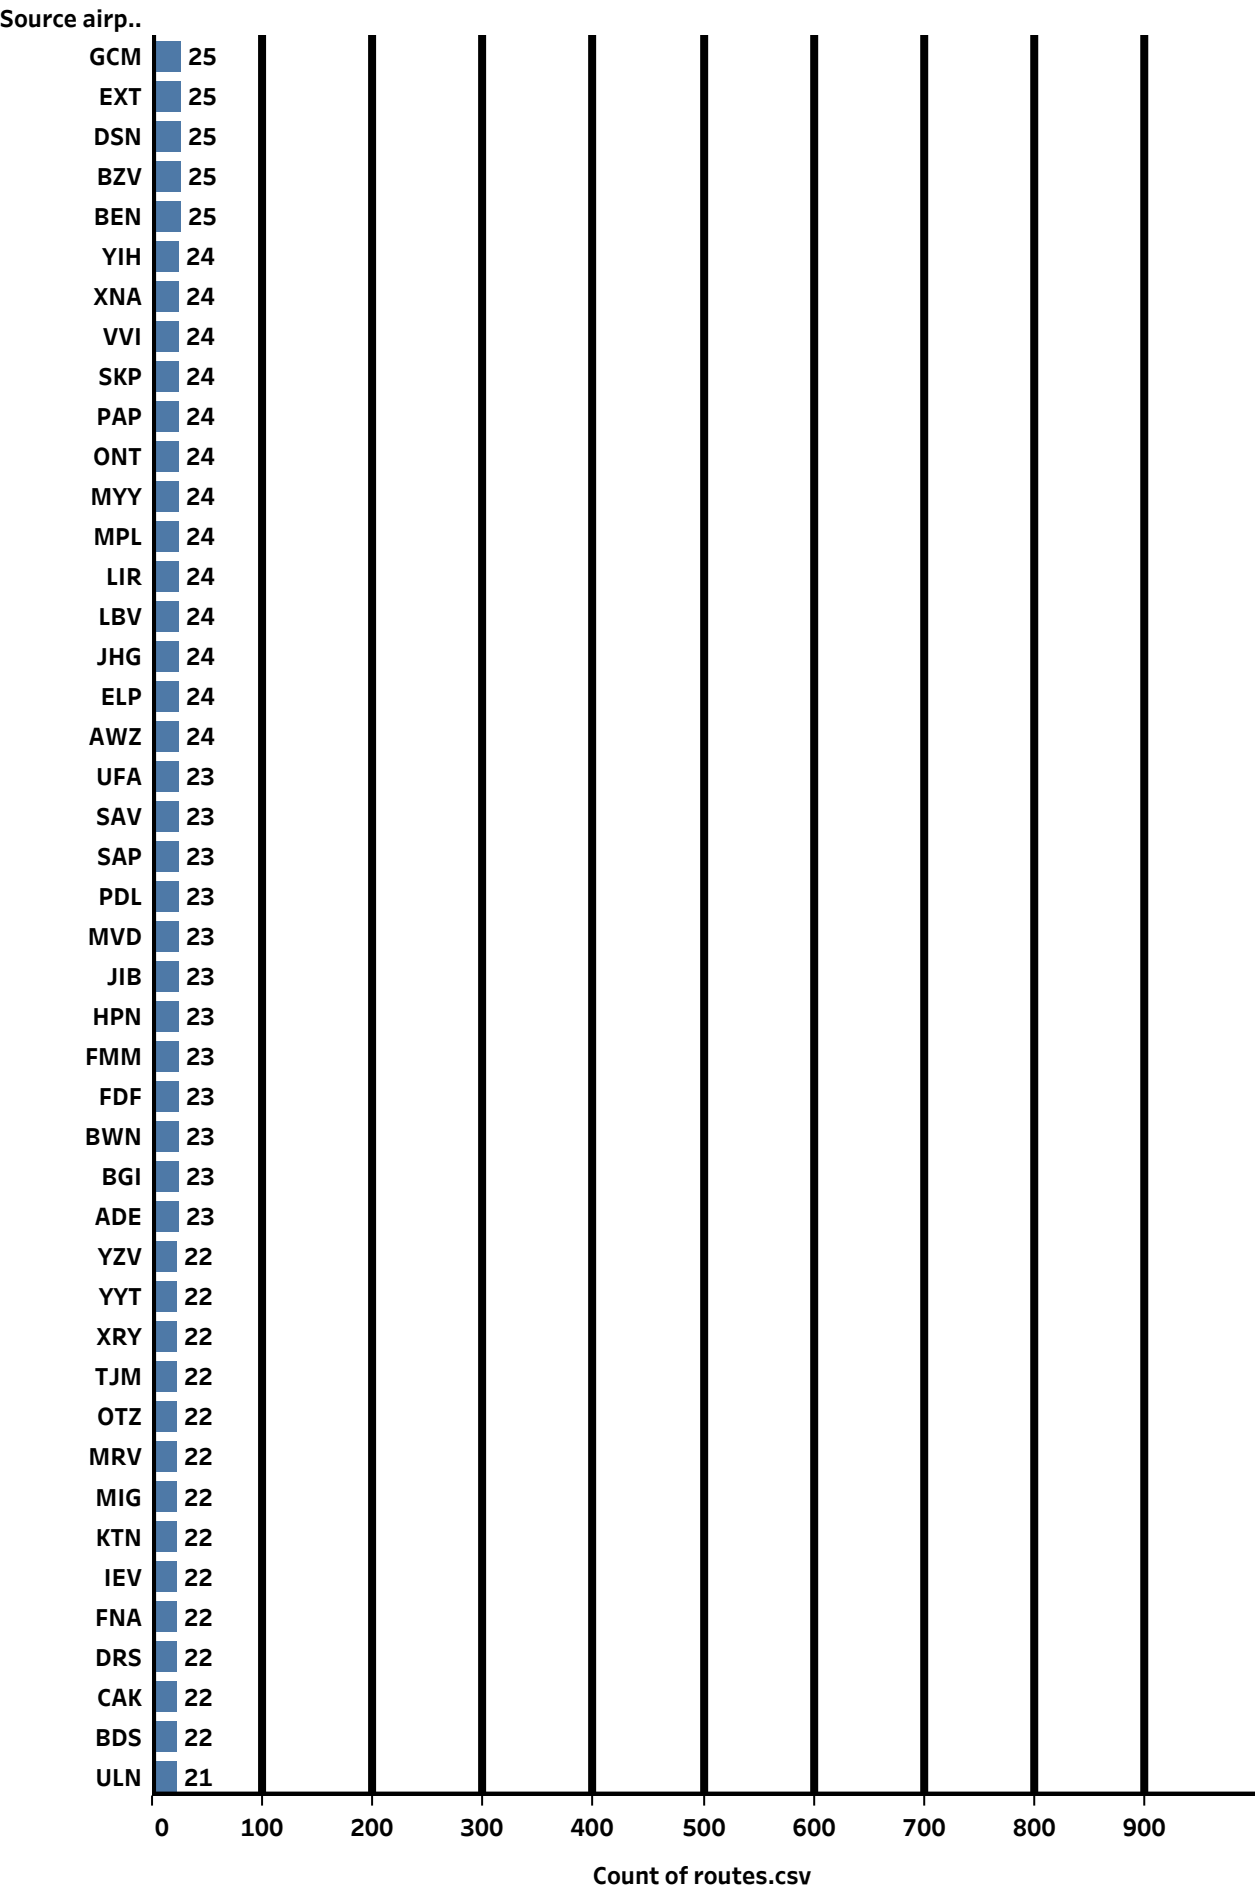 Source airp..
GCM 25
EXT 25
DSN 25
BZV 25
BEN 25
YIH 24
XNA 24
VVI 24
SKP 24
PAP 24
ONT 24
MYY 24
MPL 24
LIR 24
LBV 24
JHG 24
ELP 24
AWZ 24
UFA 23
SAV 23
SAP 23
PDL 23
MVD 23
JIB 23
HPN 23
FMM 23
FDF 23
BWN 23
BGI 23
ADE 23
YZV 22
YYT 22
XRY 22
TJM 22
OTZ 22
MRV 22
MIG 22
KTN 22
IEV 22
FNA 22
DRS 22
CAK 22
BDS 22
ULN 21
0 100 200 300 400 500 600 700 800 900
Count of routes.csv